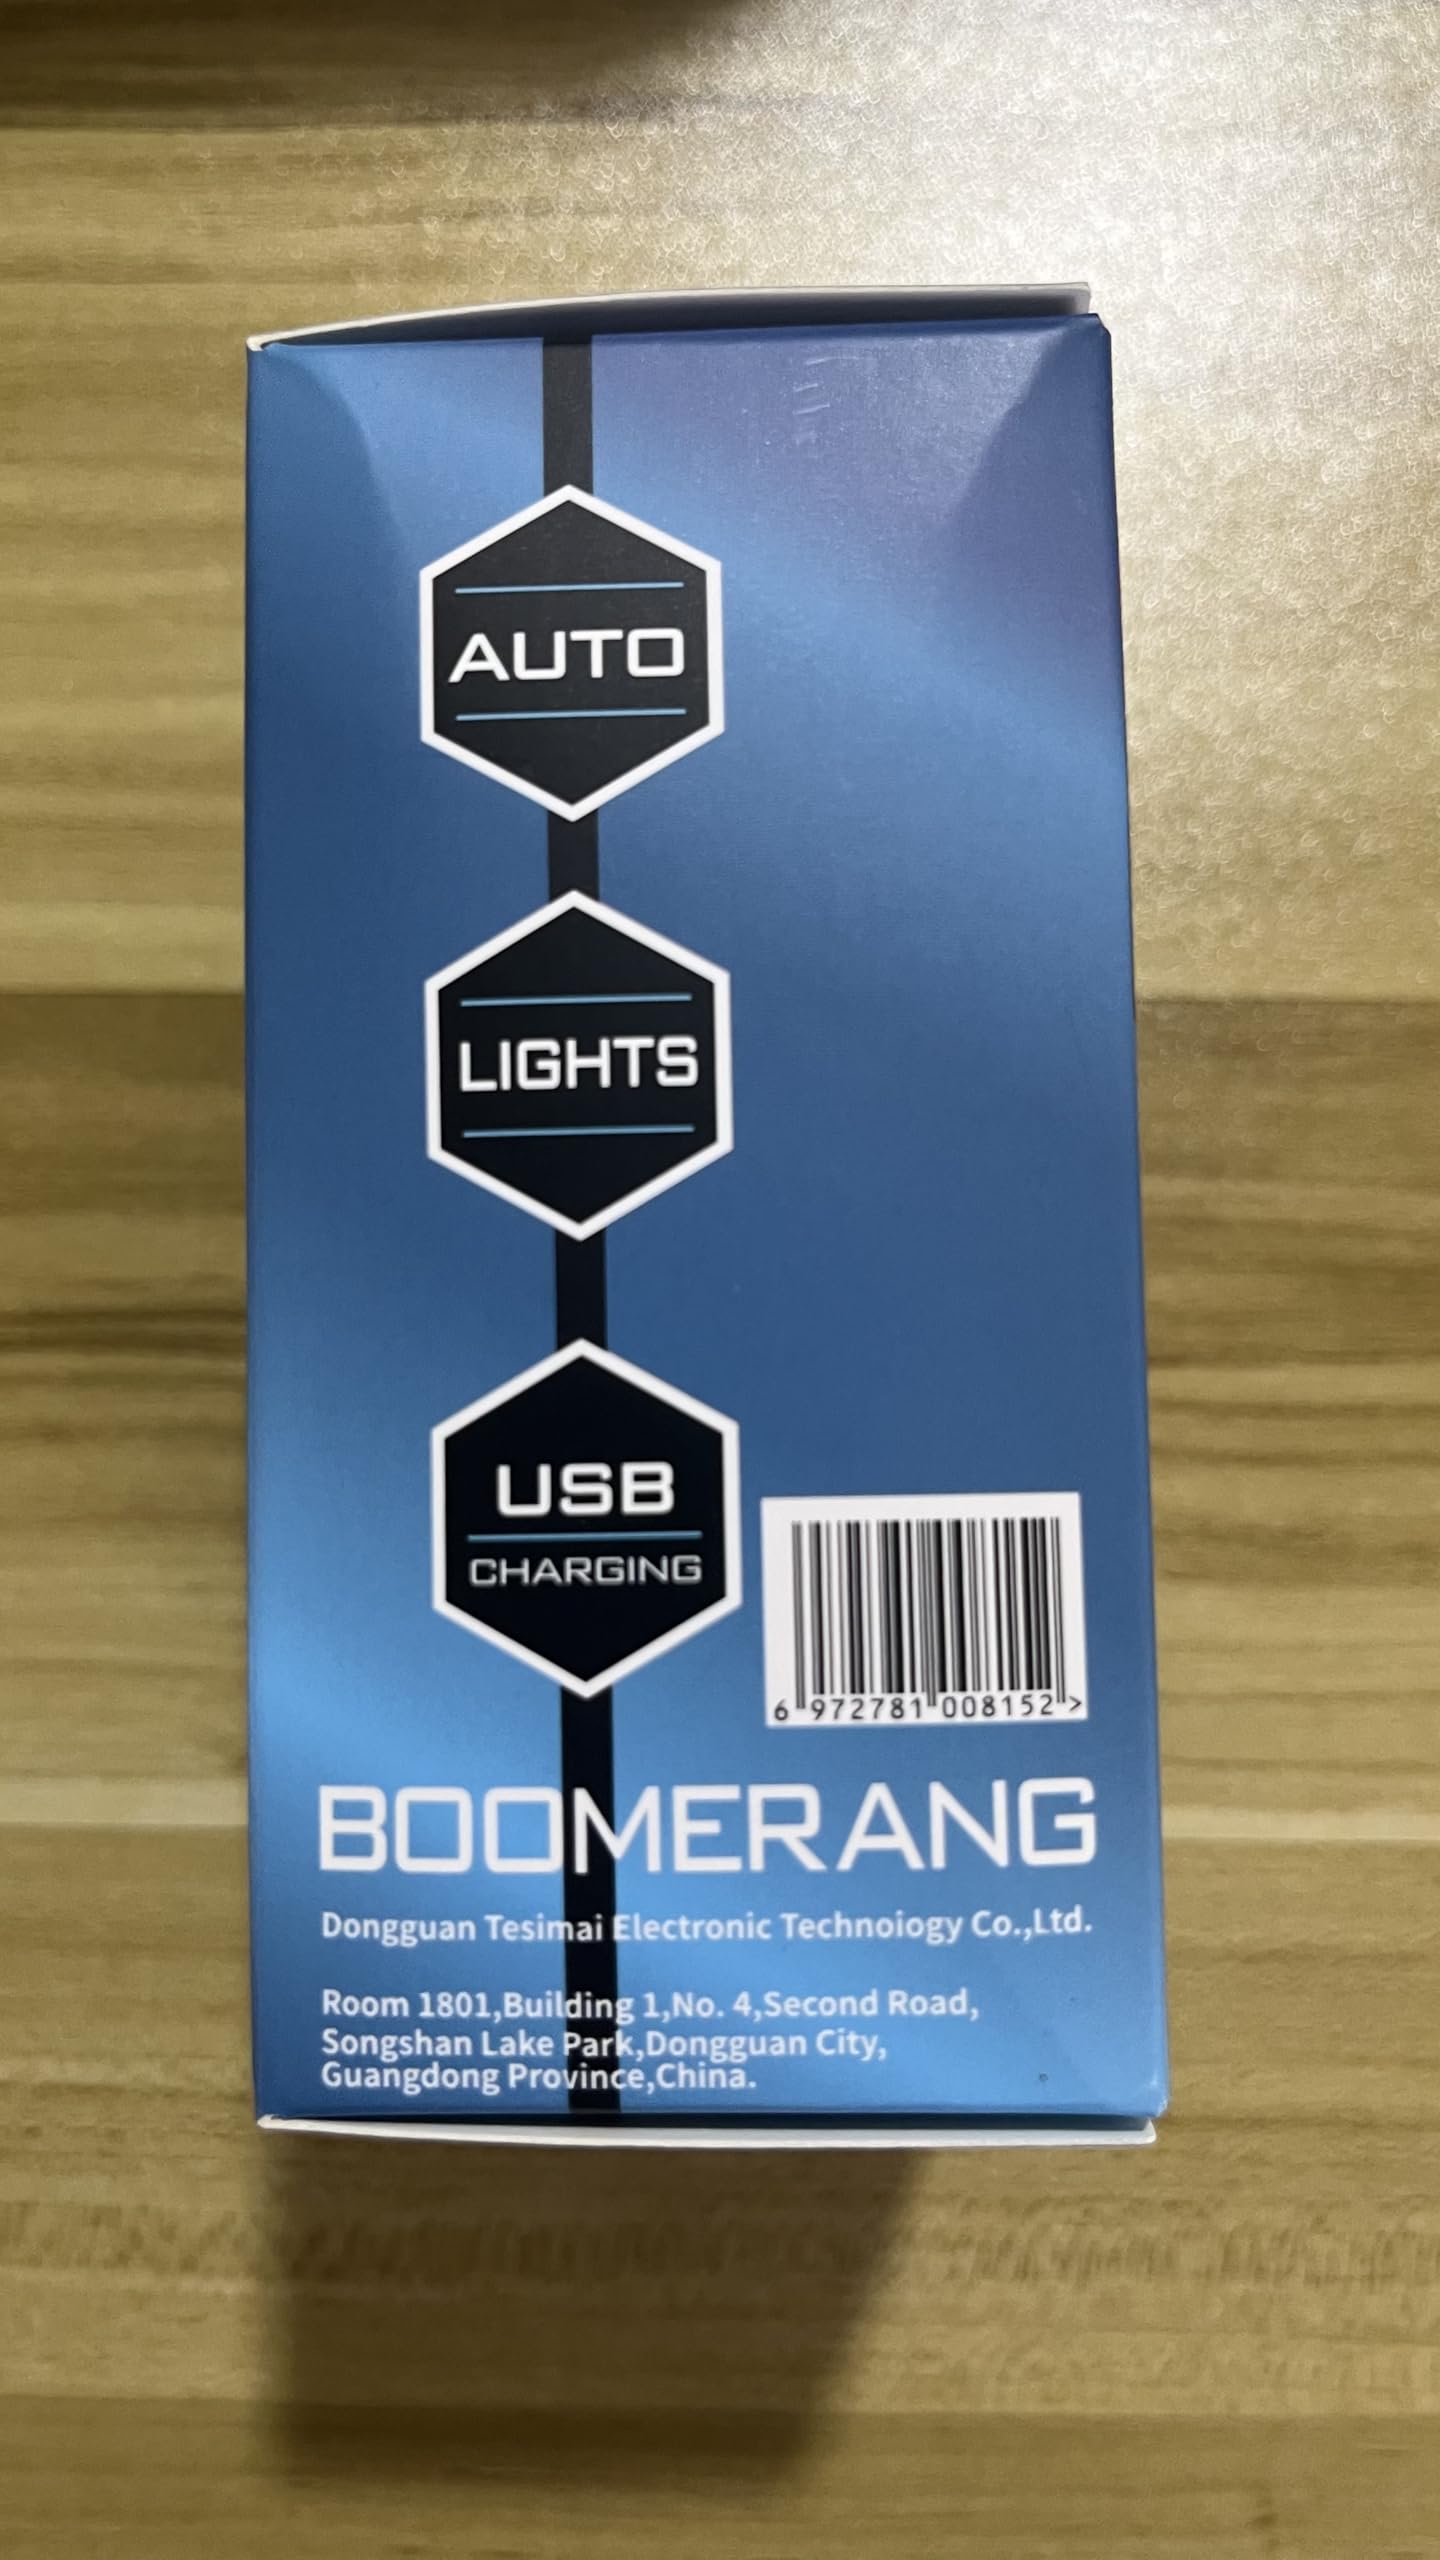 AUTO
LIGHTS
USB
CHARGING
6 972781 008152 >
BOOMERANG
Dongguan Tesimai Electronic Technoiogy Co.,Ltd.
Room 1801,Building 1,No. 4,Second Road,
Songshan Lake Park,Dongguan City,
Guangdong Province,China.